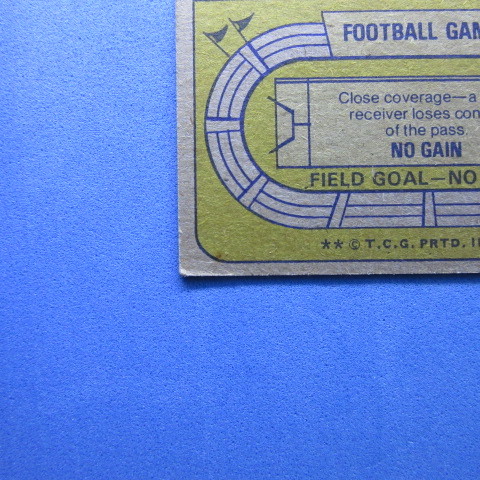 FOOTBALL GAM
Close coverage—a
receiver loses con
of the pass.
NO GAIN
FIELD GOAL—NO
** © T.C.G. PRTD. I